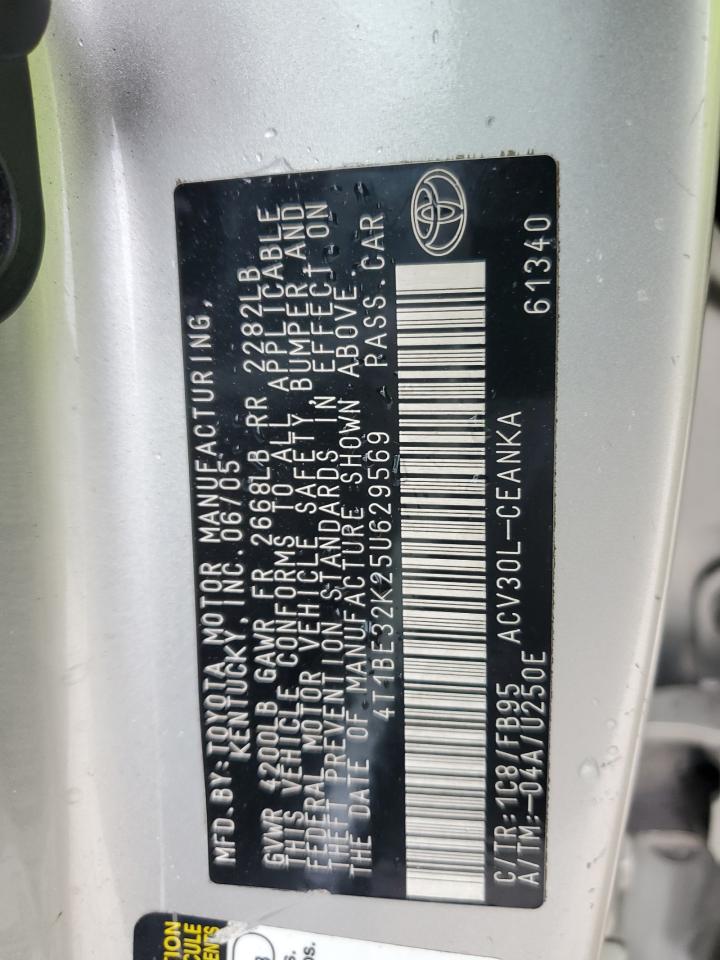 MFD. BY: TOYOTA MOTOR MANUFACTURING,
KENTUCKY, INC. 06/05
GVWR 4200LB GAWR FR 2668LB RR 2282LB
THIS VEHICLE CONFORMS TO ALL APPLICABLE
FEDERAL MOTOR VEHICLE SAFETY, BUMPER AND
THEFT PREVENTION STANDARDS IN EFFECT ON
THE DATE OF MANUFACTURE SHOWN ABOVE.
4T1BE32K25U629569 PASS.CAR
C/TR: 1C8/FB95 ACV30L-CEANKA
A/TM: -04A/U250E 61340